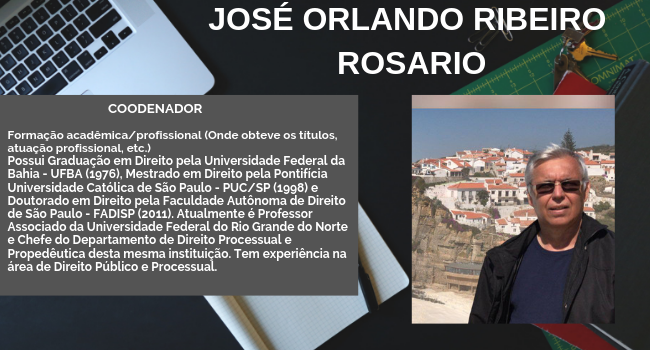 JOSÉ ORLANDO RIBEIRO
ROSARIO
COODENADOR
Formação acadêmica/profissional (Onde obteve os títulos,
atuação profissional, etc.)
Possui Graduação em Direito pela Universidade Federal da
Bahia - UFBA (1976), Mestrado em Direito pela Pontifícia
Universidade Católica de São Paulo - PUC/SP (1998) e
Doutorado em Direito pela Faculdade Autônoma de Direito
de São Paulo - FADISP (2011). Atualmente é Professor
Associado da Universidade Federal do Rio Grande do Norte
e Chefe do Departamento de Direito Processual e
Propedêutica desta mesma instituição. Tem experiência na
área de Direito Público e Processual.
OMNIMAT